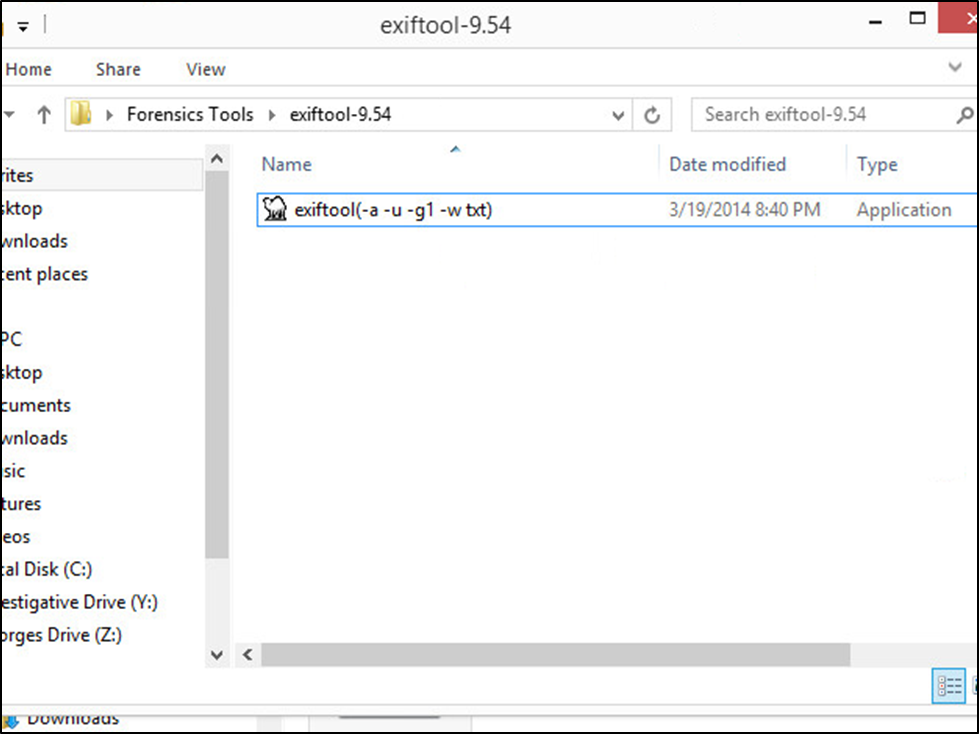 exiftool-9.54
Home Share View
Forensics Tools exiftool-9.54 Search exiftool-9.54
Name Date modified Type
exiftool(-a -u -g1 -w txt) 3/19/2014 8:40 PM Application
rites
sktop
wnloads
cent places
PC
sktop
cuments
wnloads
sic
tures
eos
cal Disk (C:)
estigative Drive (Y:)
orges Drive (Z:)
Downloads